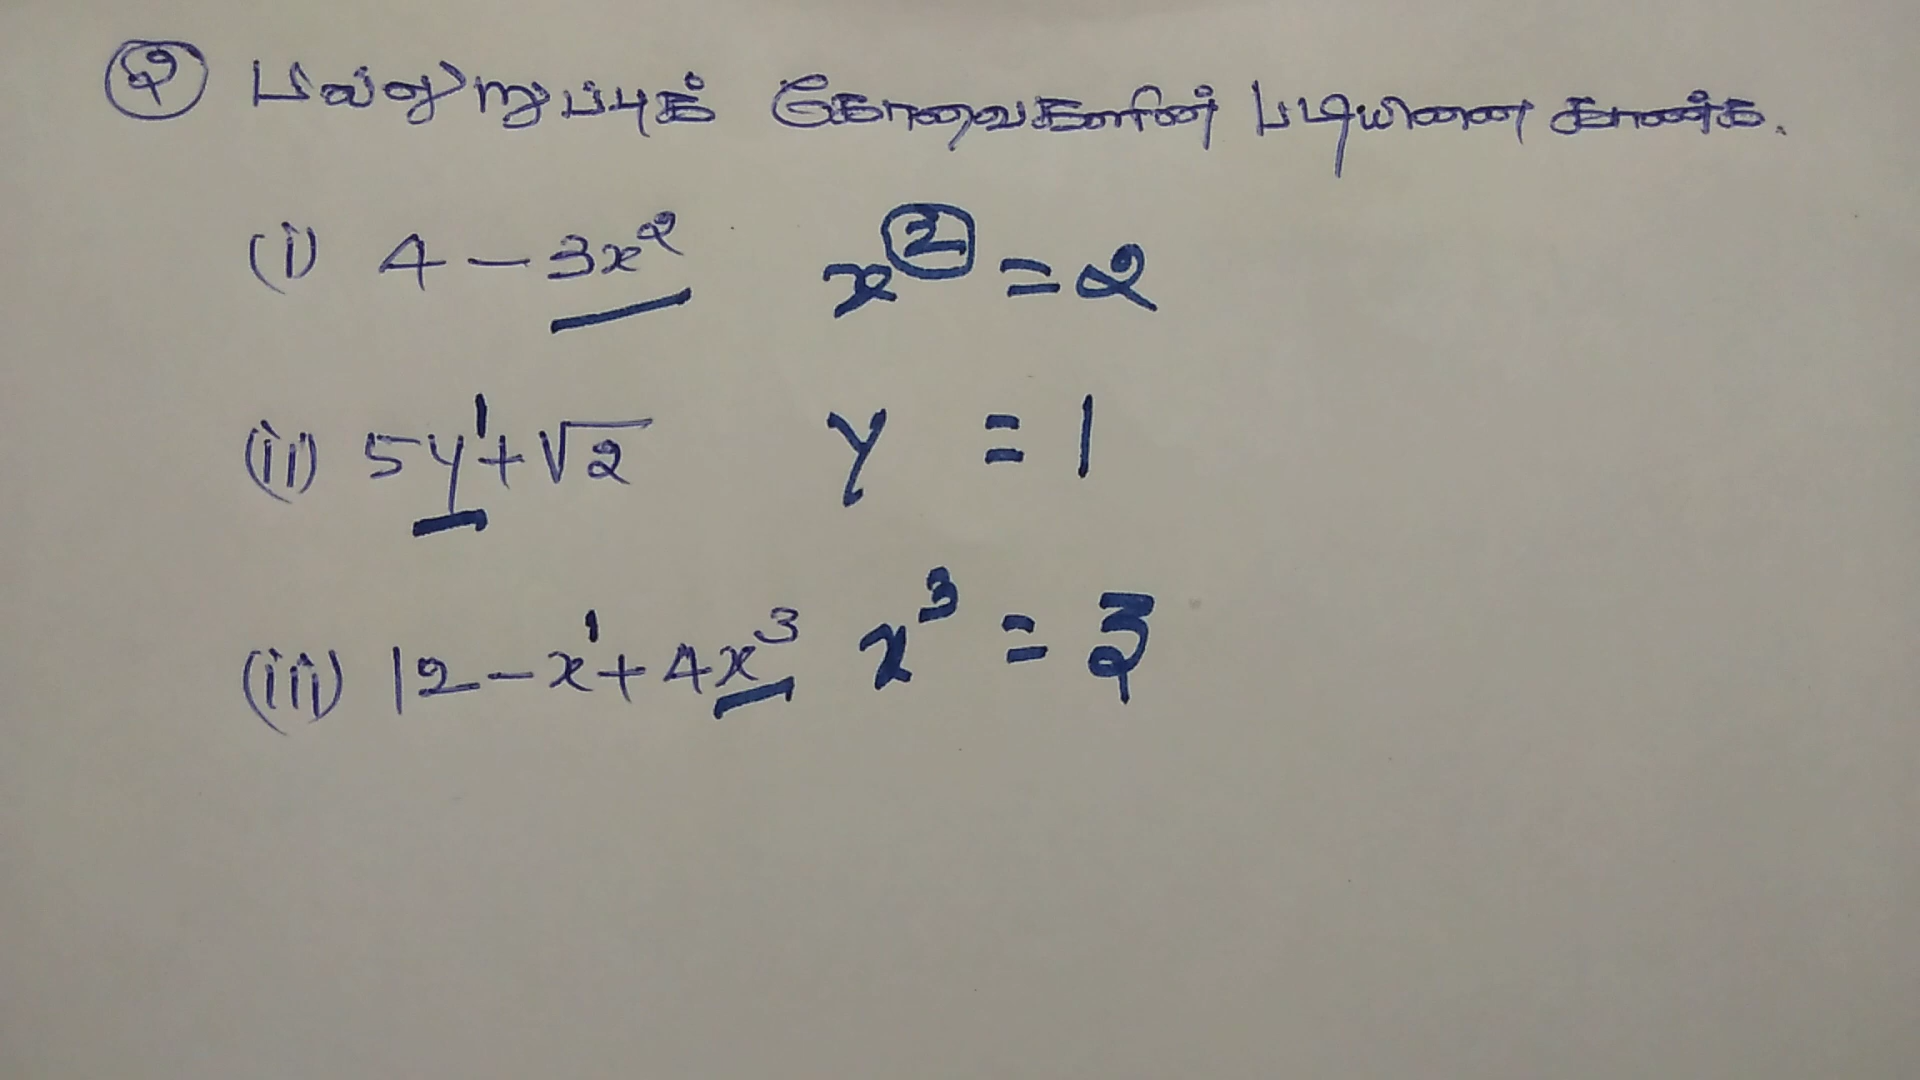 ② பல்லுறுப்புக் கோவைகளின் படியினை காண்க.
(i) 4 - 3x² x² = 2
(ii) 5y¹ + √2 y = 1
(iii) 12 - x¹ + 4x³ x³ = 3